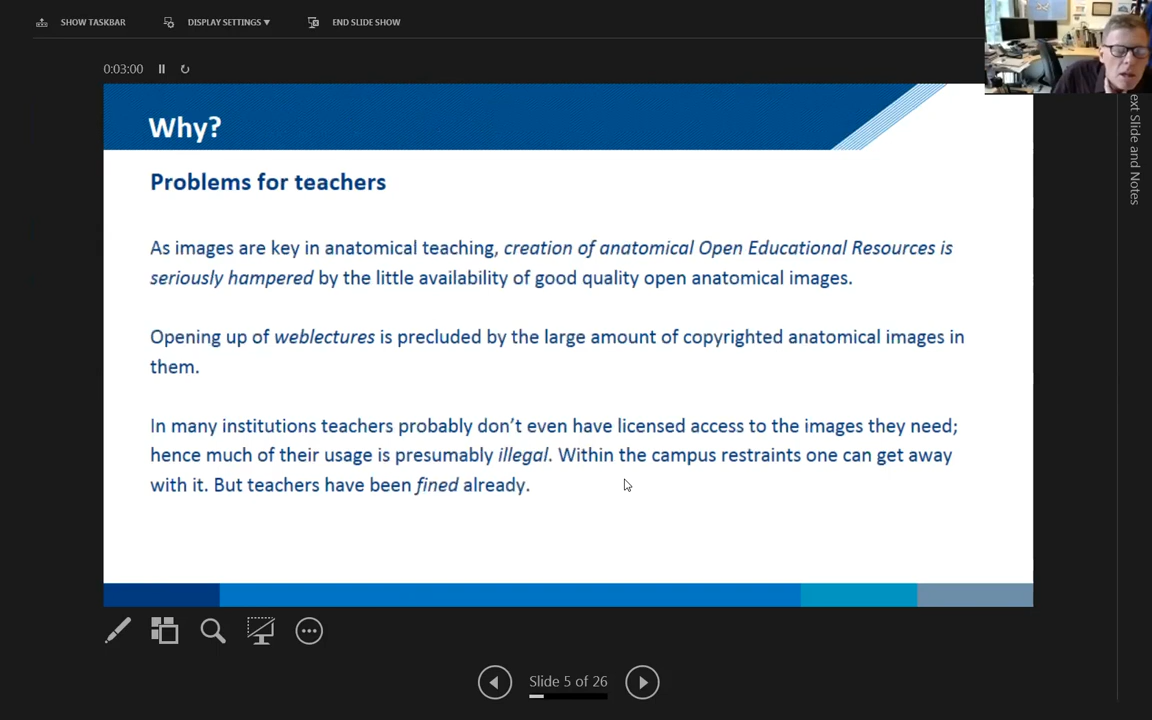 SHOW TASKBAR
DISPLAY SETTINGS ▼
END SLIDE SHOW
0:03:00
Why?
Problems for teachers
As images are key in anatomical teaching, creation of anatomical Open Educational Resources is
seriously hampered by the little availability of good quality open anatomical images.
Opening up of weblectures is precluded by the large amount of copyrighted anatomical images in
them.
In many institutions teachers probably don't even have licensed access to the images they need;
hence much of their usage is presumably illegal. Within the campus restraints one can get away
with it. But teachers have been fined already.
Slide 5 of 26
Slide and Notes